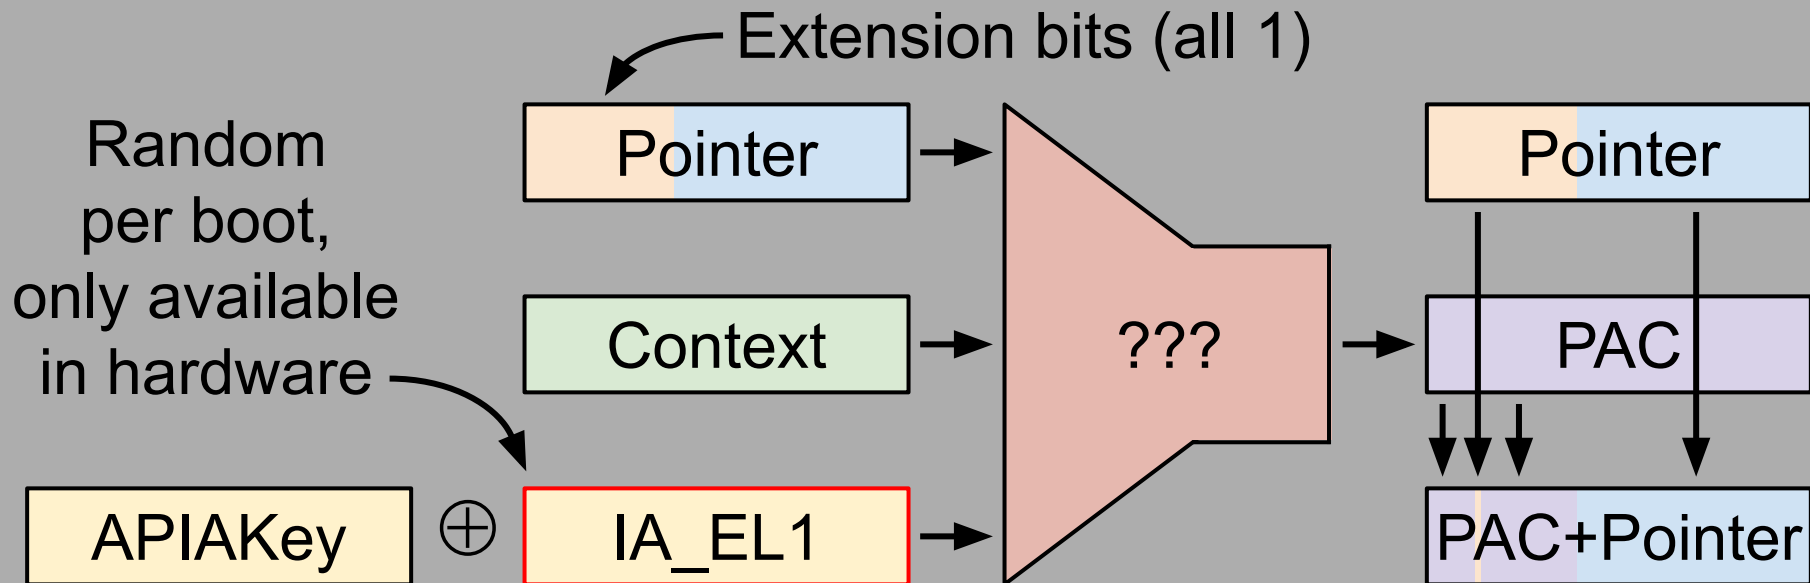 Extension bits (all 1)
Random
per boot,
only available
in hardware
Pointer
Pointer
Context
???
PAC
APIAKey
⊕
IA_EL1
PAC+Pointer